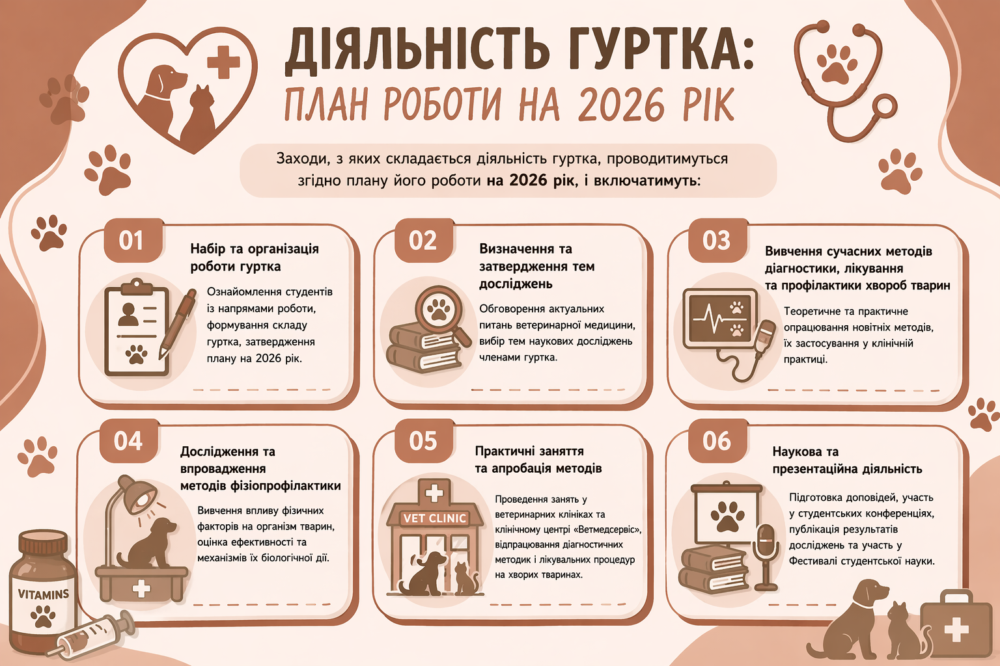 ДІЯЛЬНІСТЬ ГУРТКА:
ПЛАН РОБОТИ НА 2026 РІК
Заходи, з яких складається діяльність гуртка, проводитимуться
згідно плану його роботи на 2026 рік, і включатимуть:
01
Набір та організація
роботи гуртка
Ознайомлення студентів
із напрямами роботи,
формування складу
гуртка, затвердження
плану на 2026 рік.
02
Визначення та
затвердження тем
досліджень
Обговорення актуальних
питань ветеринарної медицини,
вибір тем наукових досліджень
членами гуртка.
03
Вивчення сучасних методів
діагностики, лікування
та профілактики хвороб тварин
Теоретичне та практичне
опрацювання новітніх методів,
їх застосування у клінічній
практиці.
04
Дослідження та
впровадження
методів фізіопрофілактики
Вивчення впливу фізичних
факторів на організм тварин,
оцінка ефективності та
механізмів їх біологічної дії.
05
Практичні заняття
та апробація методів
VET CLINIC
Проведення занять у
ветеринарних клініках та
клінічному центрі «Ветмедсервіс»,
відпрацювання діагностичних
методик і лікувальних процедур
на хворих тваринах.
06
Наукова та
презентаційна діяльність
Підготовка доповідей, участь
у студентських конференціях,
публікація результатів
досліджень та участь у
Фестивалі студентської науки.
VITAMINS